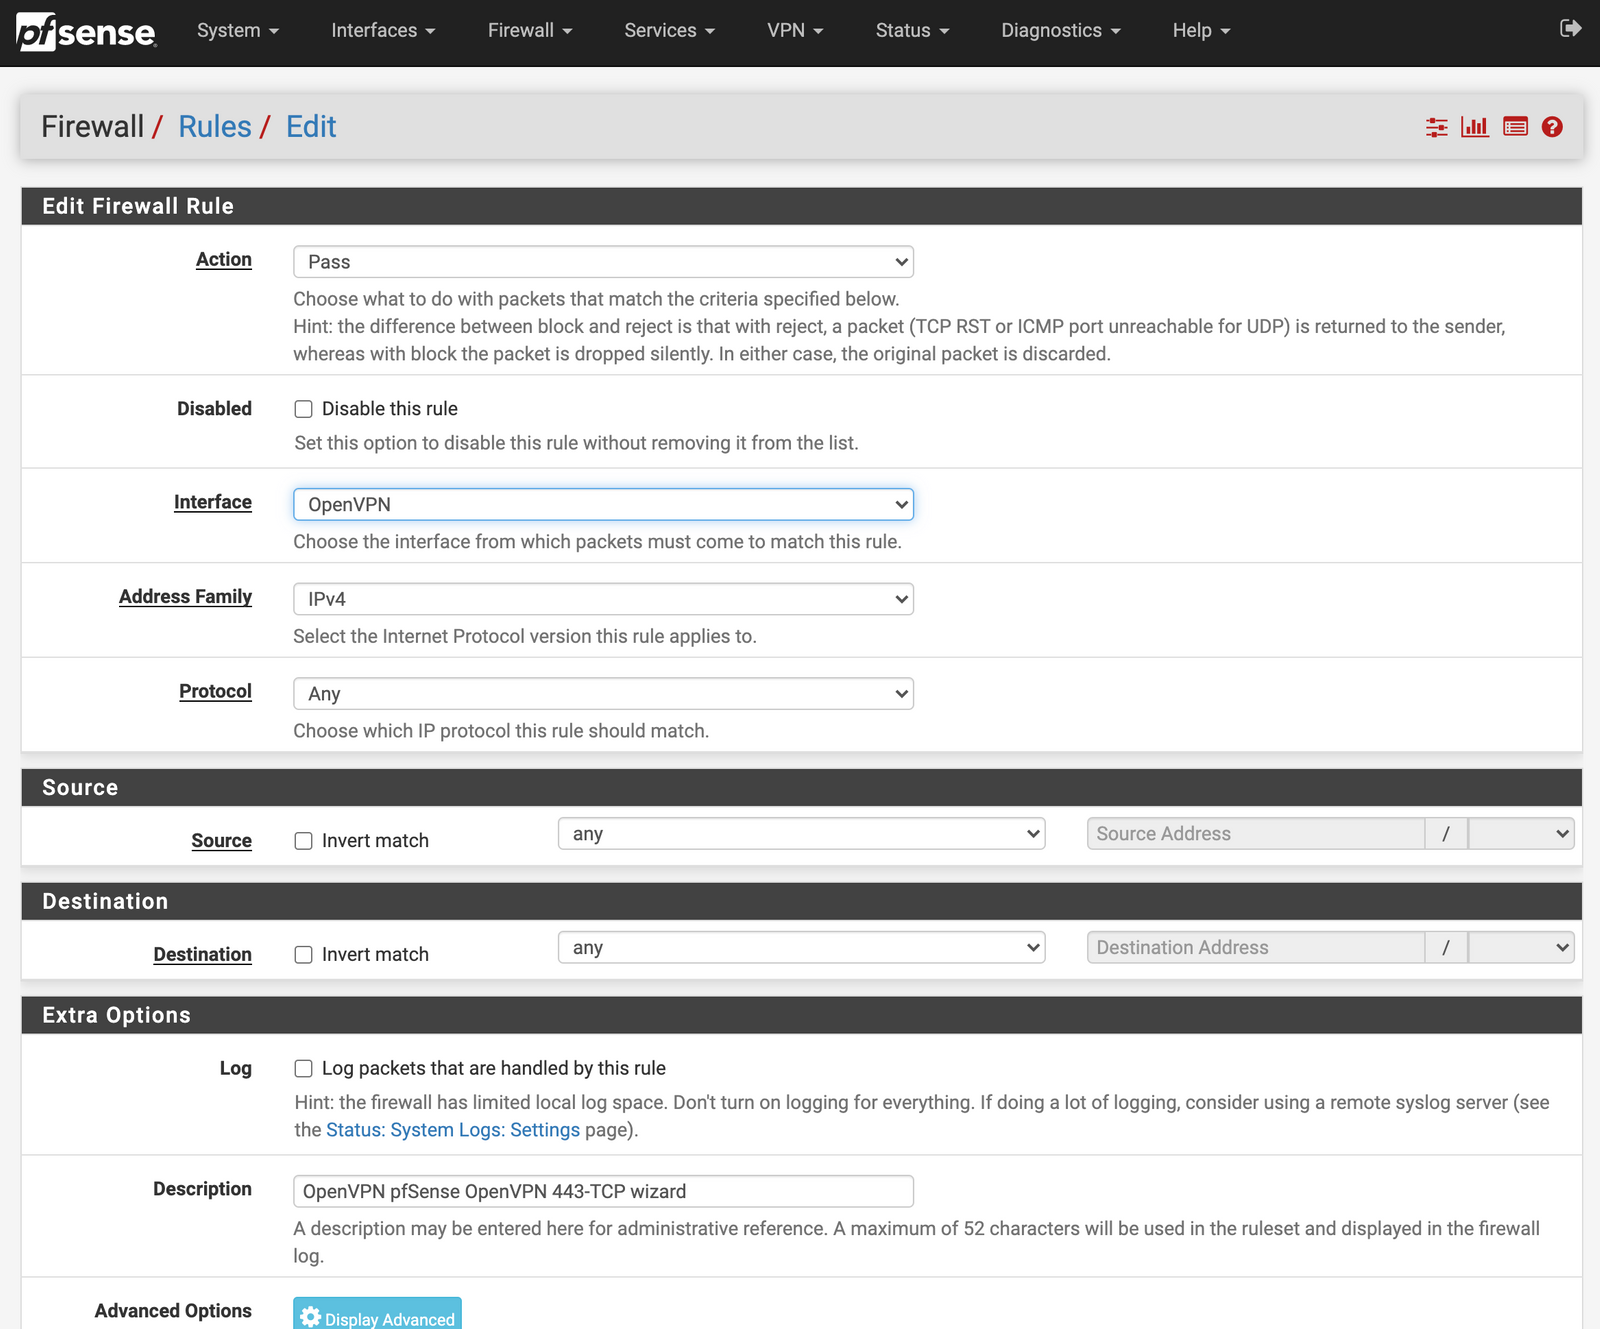 pfsense
System
Interfaces
Firewall
Services
VPN
Status
Diagnostics
Help
Firewall / Rules / Edit
Edit Firewall Rule
Action
Pass
Choose what to do with packets that match the criteria specified below.
Hint: the difference between block and reject is that with reject, a packet (TCP RST or ICMP port unreachable for UDP) is returned to the sender,
whereas with block the packet is dropped silently. In either case, the original packet is discarded.
Disabled
Disable this rule
Set this option to disable this rule without removing it from the list.
Interface
OpenVPN
Choose the interface from which packets must come to match this rule.
Address Family
IPv4
Select the Internet Protocol version this rule applies to.
Protocol
Any
Choose which IP protocol this rule should match.
Source
Source
Invert match
any
Source Address
/
Destination
Destination
Invert match
any
Destination Address
/
Extra Options
Log
Log packets that are handled by this rule
Hint: the firewall has limited local log space. Don't turn on logging for everything. If doing a lot of logging, consider using a remote syslog server (see
the Status: System Logs: Settings page).
Description
OpenVPN pfSense OpenVPN 443-TCP wizard
A description may be entered here for administrative reference. A maximum of 52 characters will be used in the ruleset and displayed in the firewall
log.
Advanced Options
Display Advanced